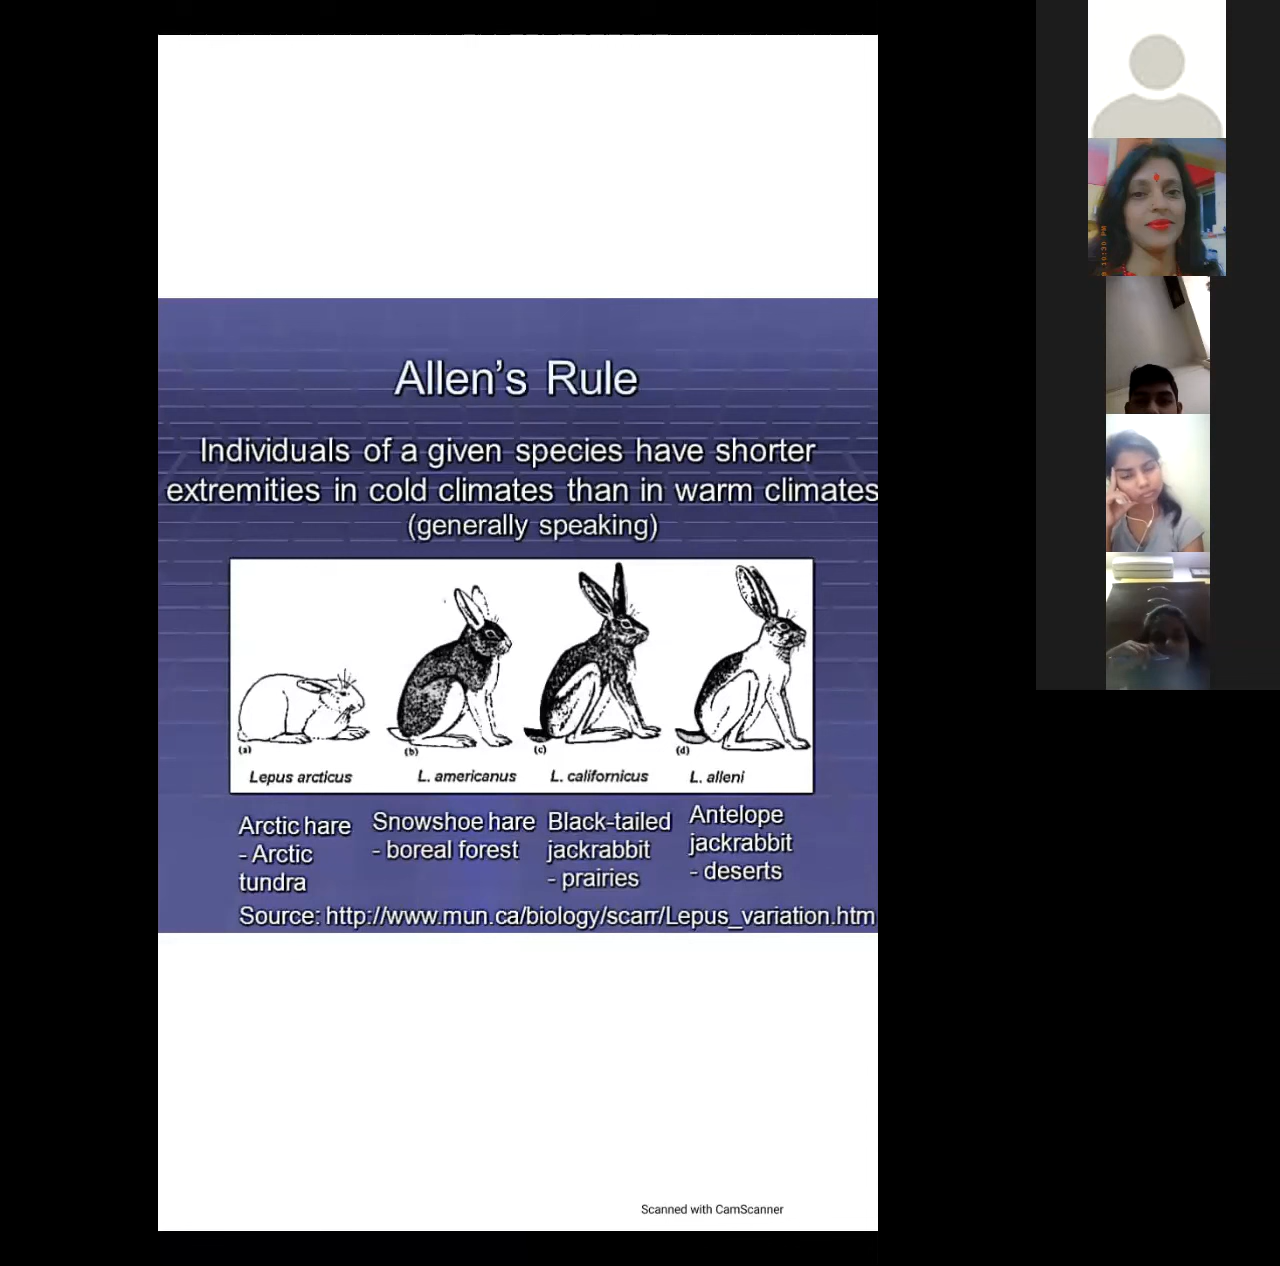 Allen's Rule
Individuals of a given species have shorter
extremities in cold climates than in warm climates
(generally speaking)
(a)
(b)
(c)
(d)
Lepus arcticus
L. americanus
L. californicus
L. alleni
Arctic hare
- Arctic
tundra
Snowshoe hare
- boreal forest
Black-tailed
jackrabbit
- prairies
Antelope
jackrabbit
- deserts
Source: http://www.mun.ca/biology/scarr/Lepus_variation.htm
Scanned with CamScanner